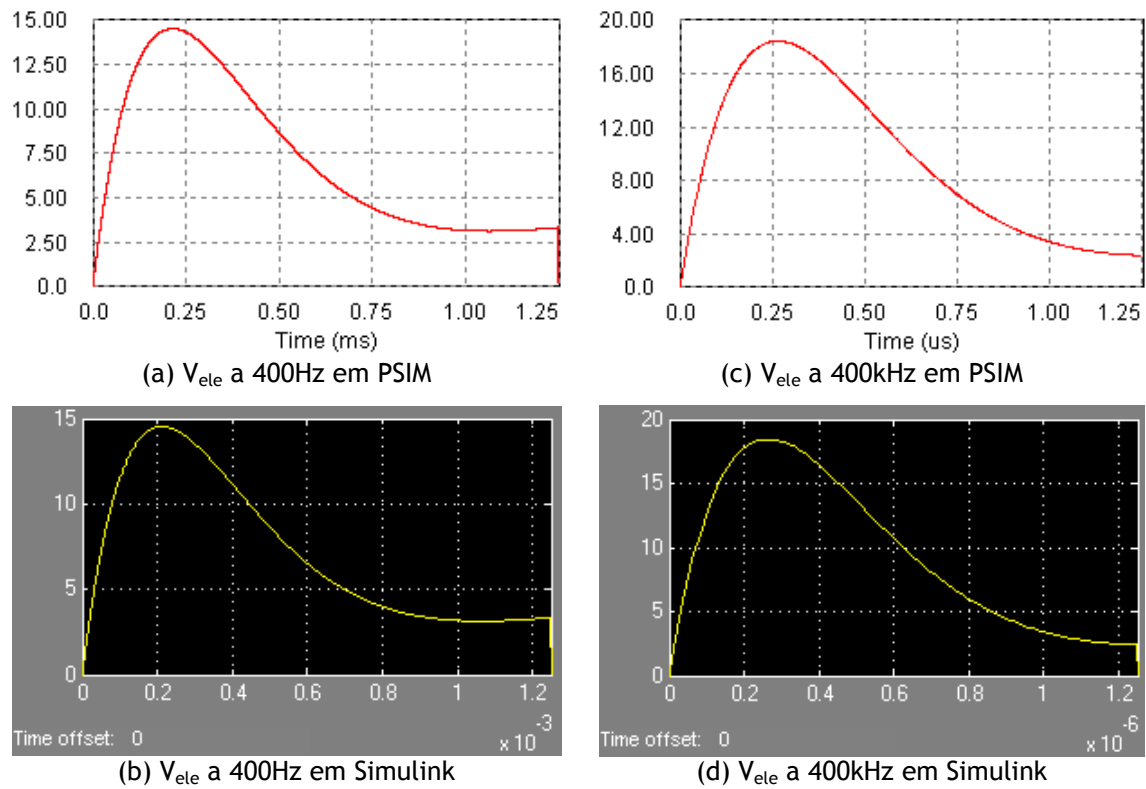 15.00
12.50
10.00
7.50
5.00
2.50
0.0
0.0 0.25 0.50 0.75 1.00 1.25
Time (ms)
(a) Vele a 400Hz em PSIM
20.00
16.00
12.00
8.00
4.00
0.0
0.0 0.25 0.50 0.75 1.00 1.25
Time (us)
(c) Vele a 400kHz em PSIM
15
10
5
0
0 0.2 0.4 0.6 0.8 1 1.2
x 10-3
Time offset: 0
(b) Vele a 400Hz em Simulink
20
15
10
5
0
0 0.2 0.4 0.6 0.8 1 1.2
x 10-6
Time offset: 0
(d) Vele a 400kHz em Simulink